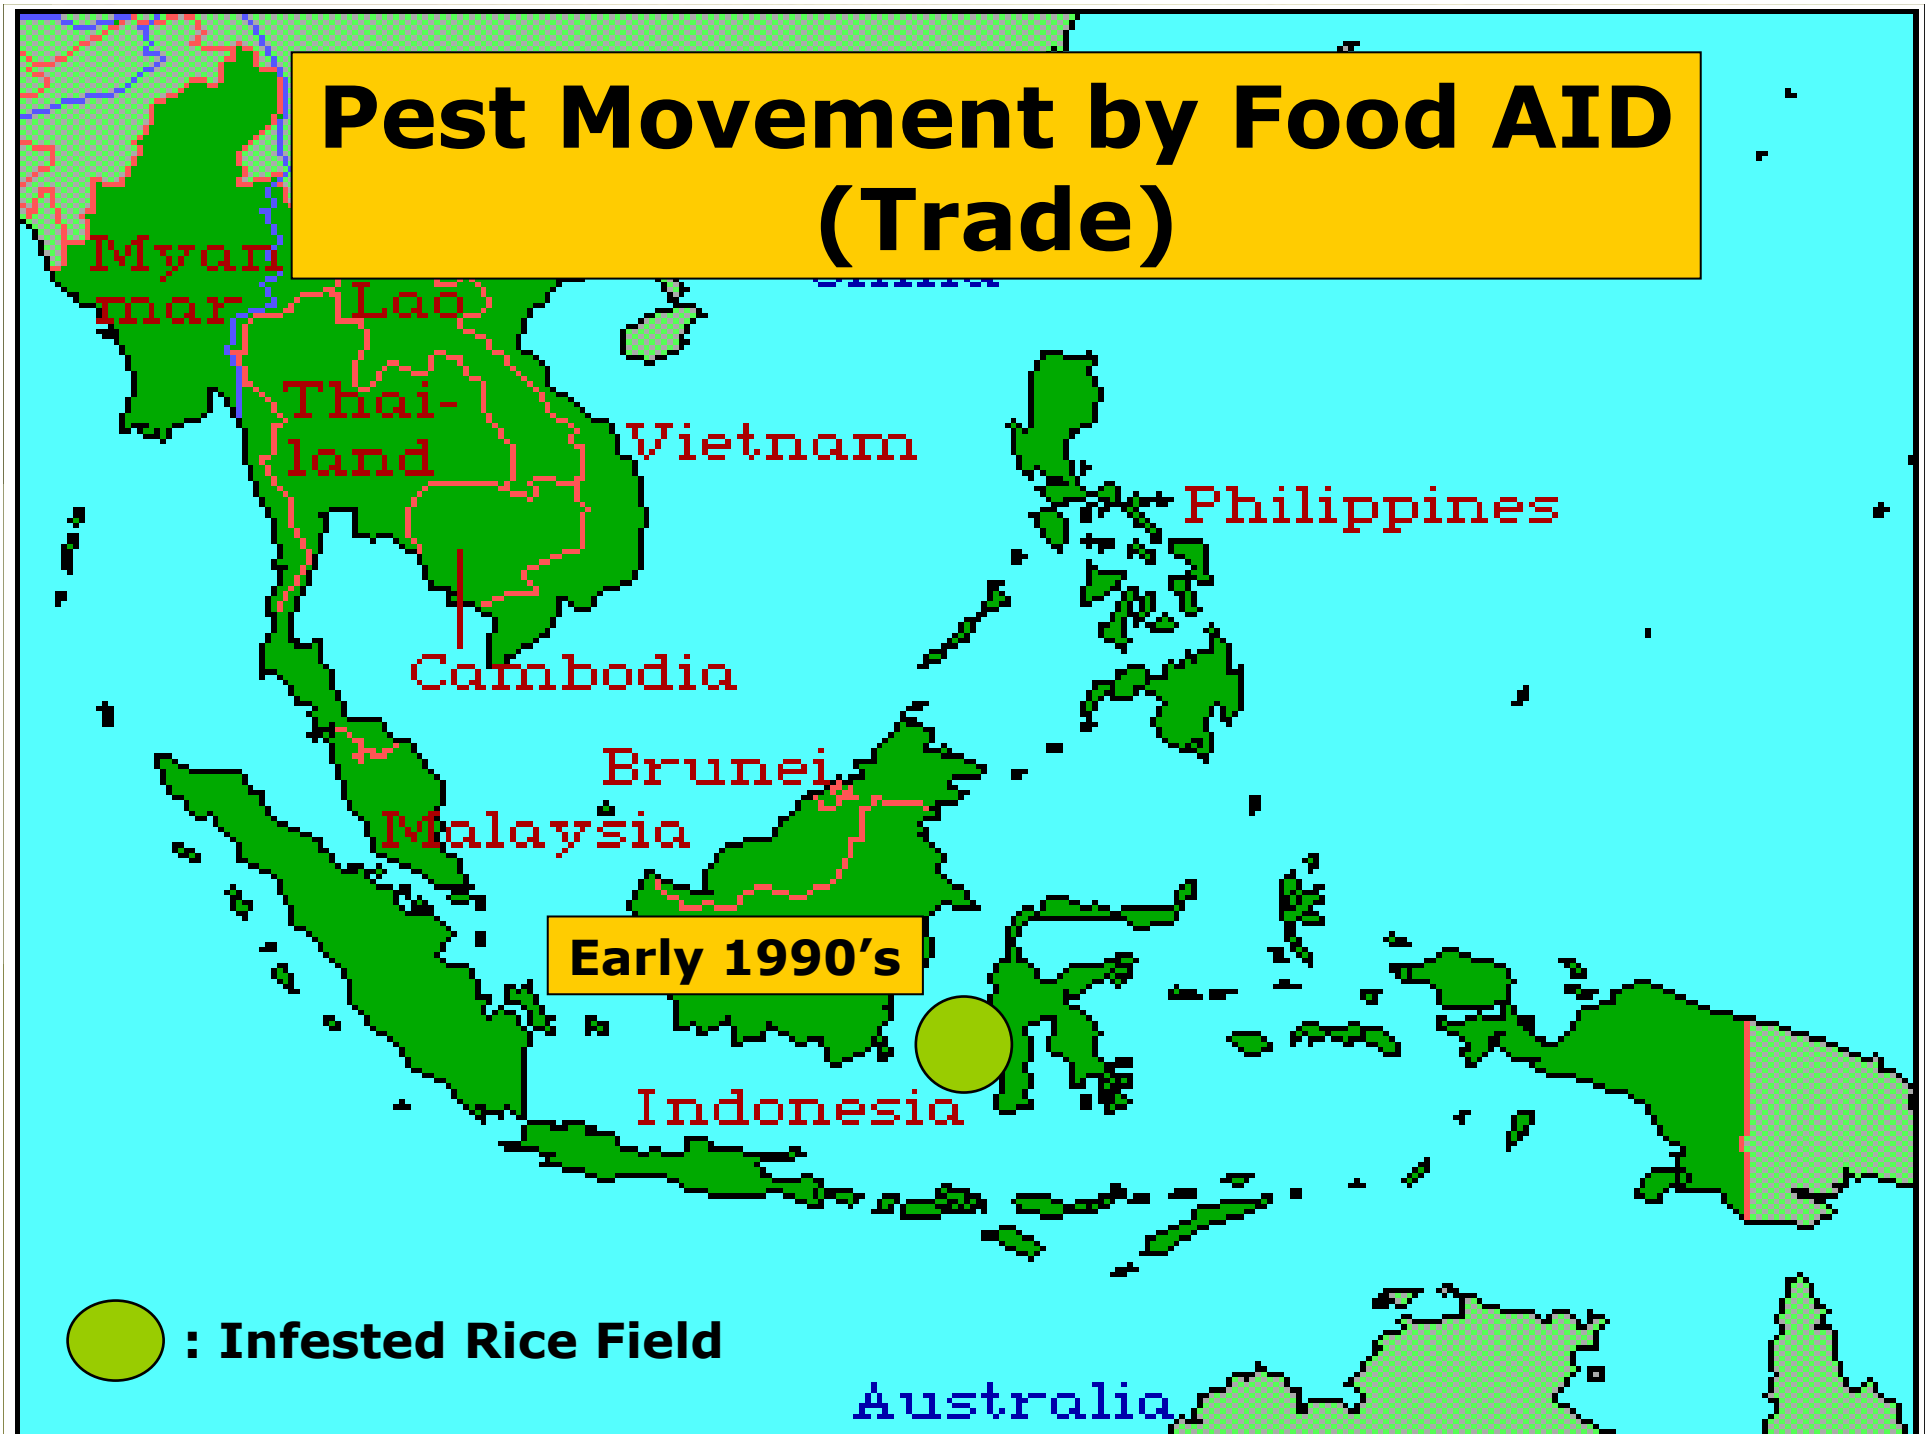 Pest Movement by Food AID
(Trade)
Myan
mar
Lao
Thai-
land
Vietnam
Philippines
Cambodia
Brunei
Malaysia
Early 1990’s
Indonesia
: Infested Rice Field
Australia